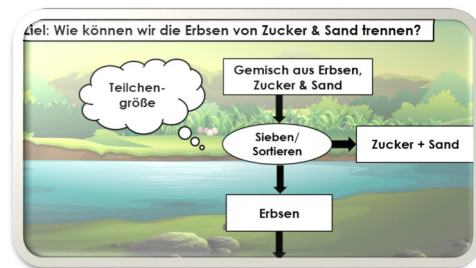 Ziel: Wie können wir die Erbsen von Zucker & Sand trennen?
Teilchen-
größe
Gemisch aus Erbsen,
Zucker & Sand
Sieben/
Sortieren
Zucker + Sand
Erbsen